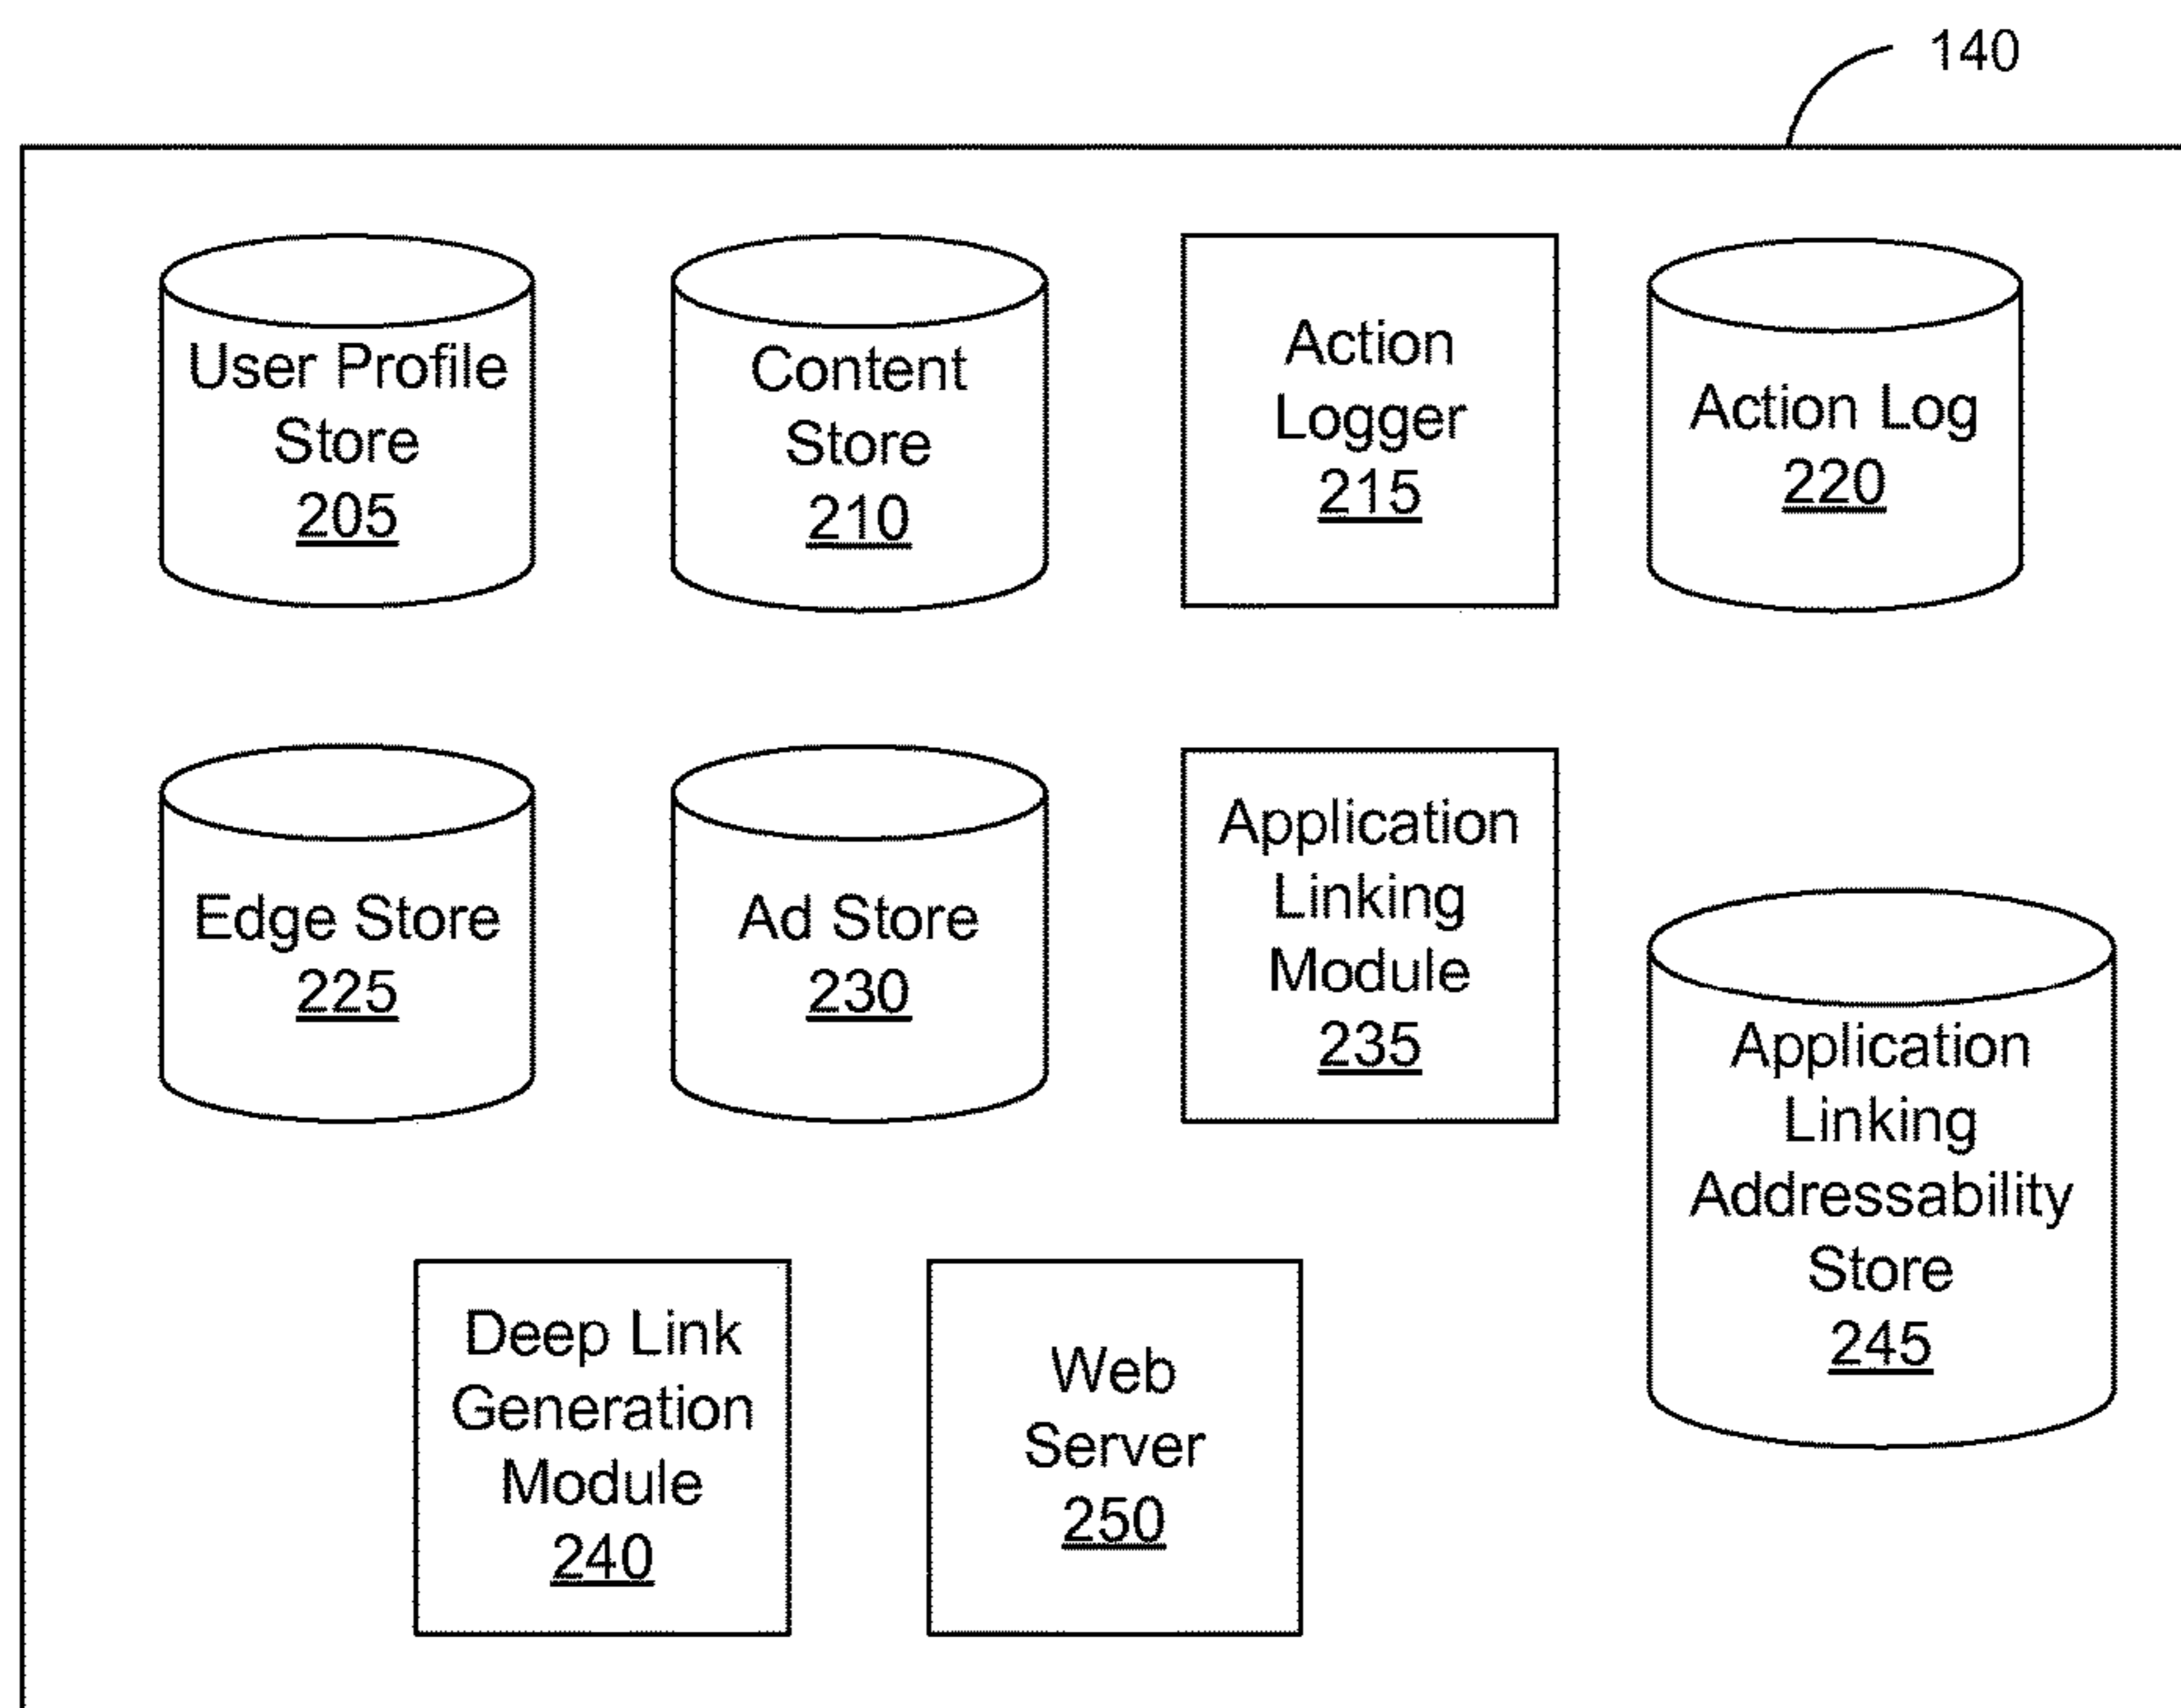 140
User Profile
Store
205
Content
Store
210
Action
Logger
215
Action Log
220
Edge Store
225
Ad Store
230
Application
Linking
Module
235
Application
Linking
Addressability
Store
245
Deep Link
Generation
Module
240
Web
Server
250